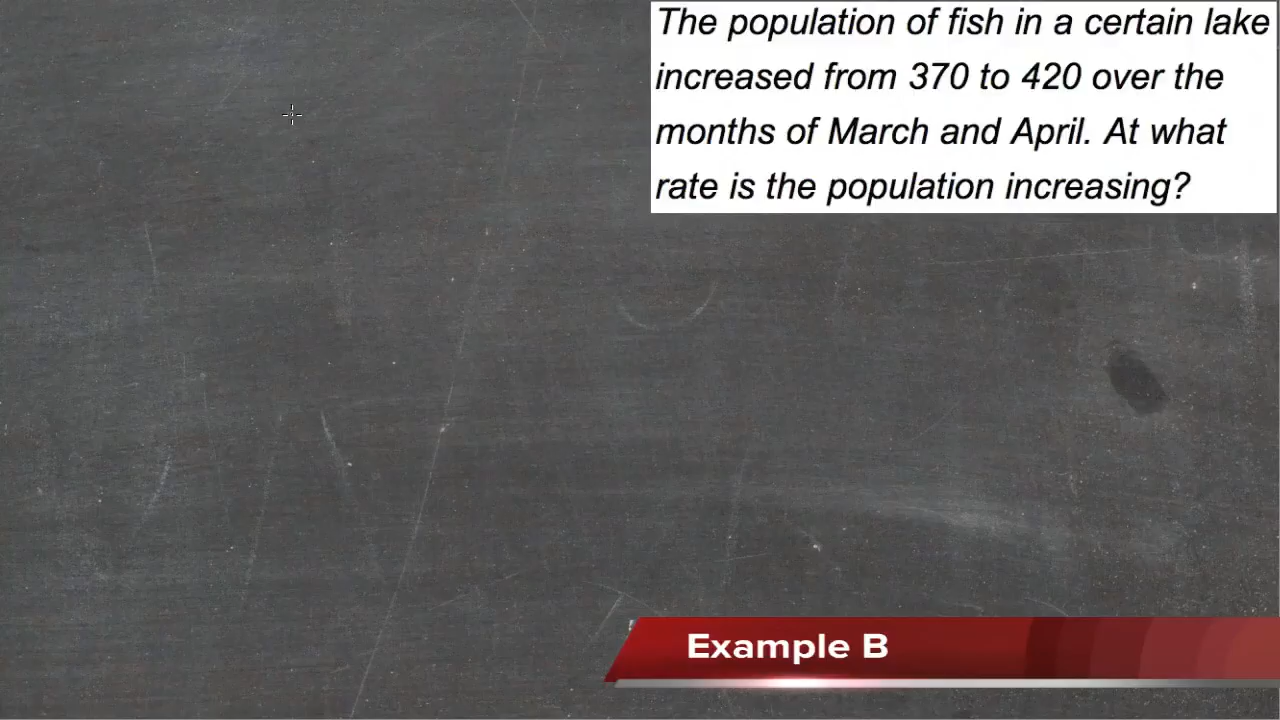 The population of fish in a certain lake
increased from 370 to 420 over the
months of March and April. At what
rate is the population increasing?
Example B